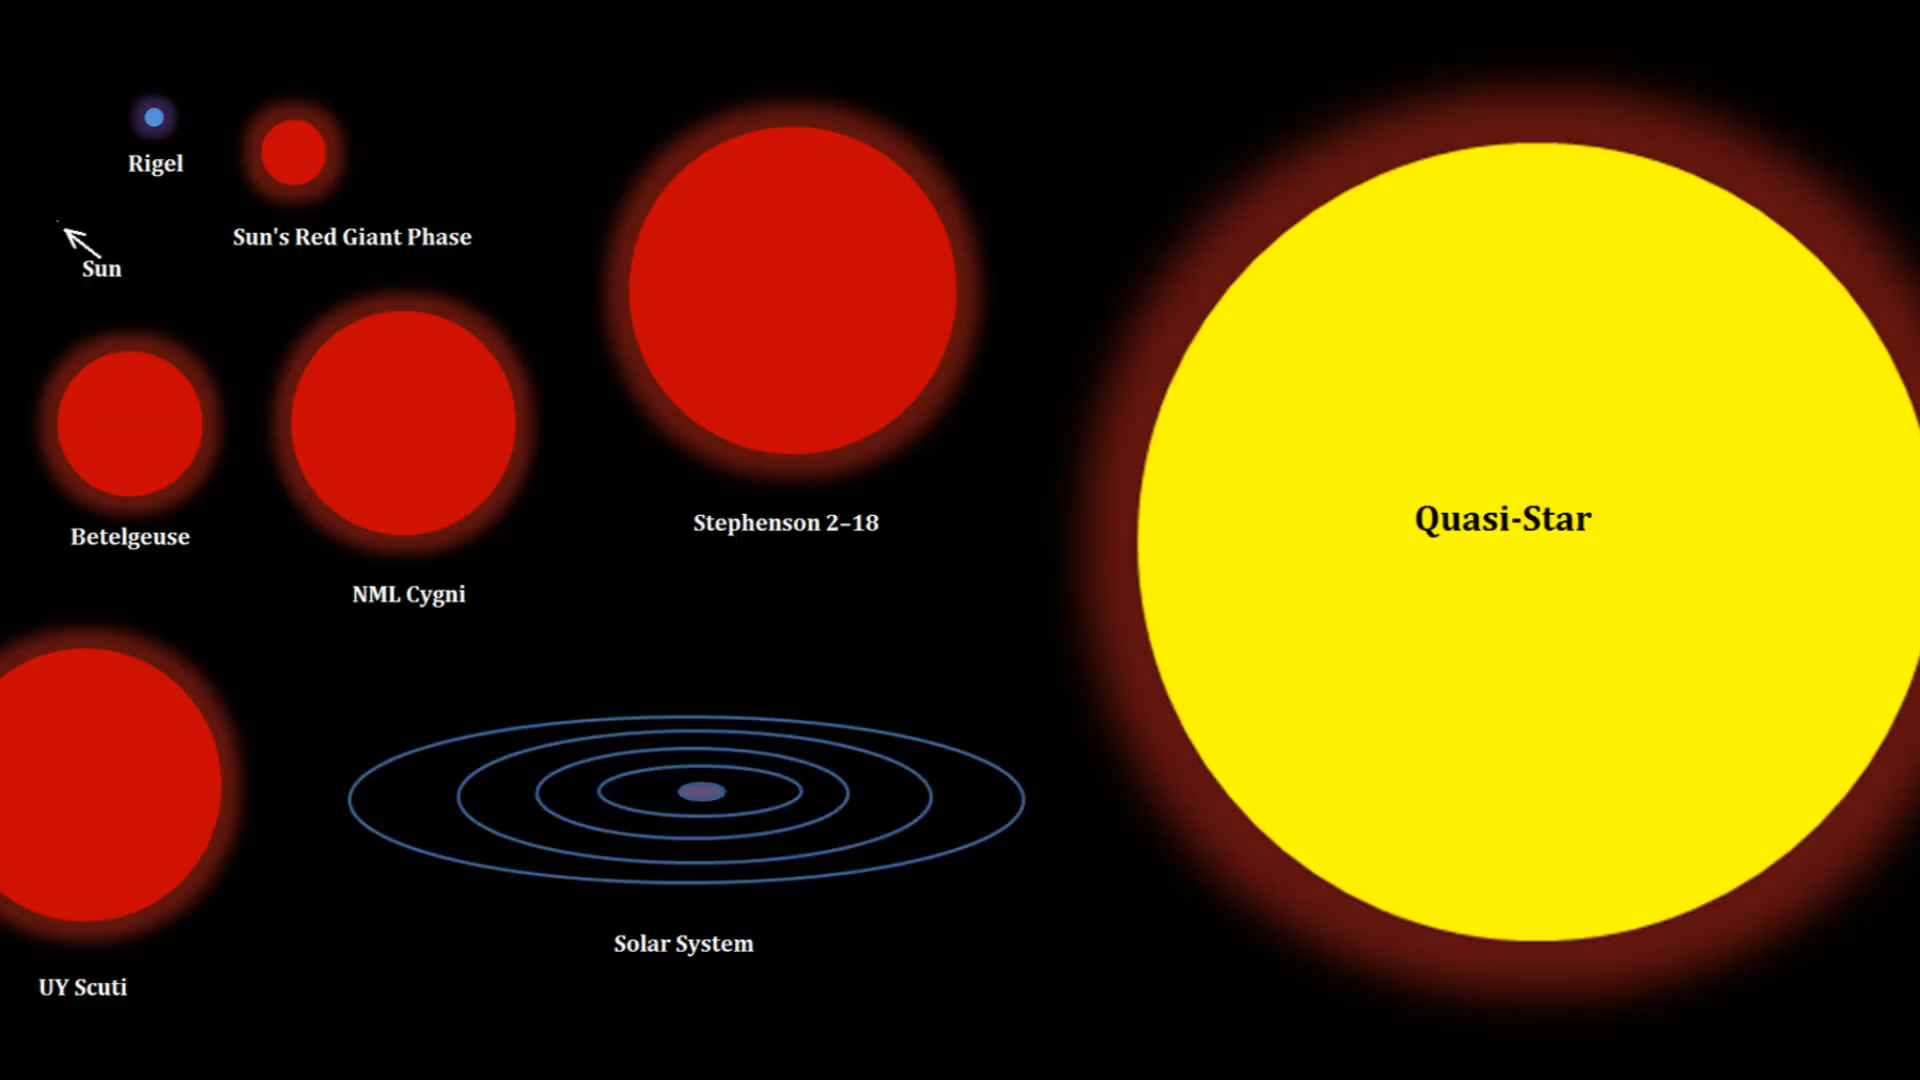 Rigel
Sun's Red Giant Phase
Sun
Betelgeuse
NML Cygni
Stephenson 2-18
Quasi-Star
UY Scuti
Solar System